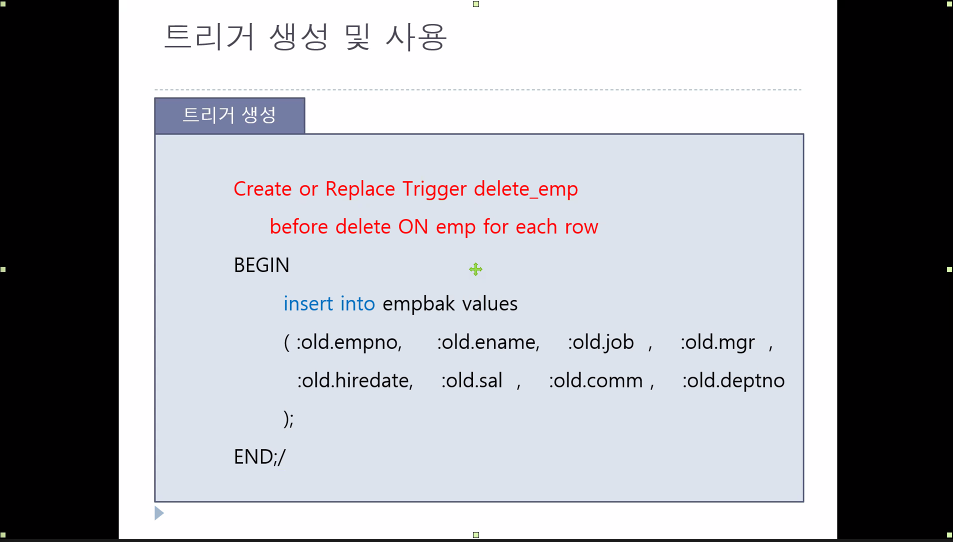 트리거 생성 및 사용
트리거 생성
Create or Replace Trigger delete_emp
before delete ON emp for each row
BEGIN
insert into empbak values
( :old.empno, :old.ename, :old.job , :old.mgr ,
:old.hiredate, :old.sal , :old.comm , :old.deptno
);
END;/